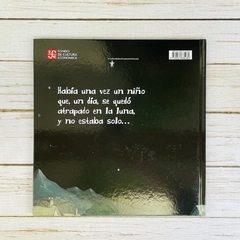 FONDO
DE CULTURA
ECONÓMICA
Había una vez un niño
que, un día, se quedó
atrapado en la luna,
y no estaba solo...